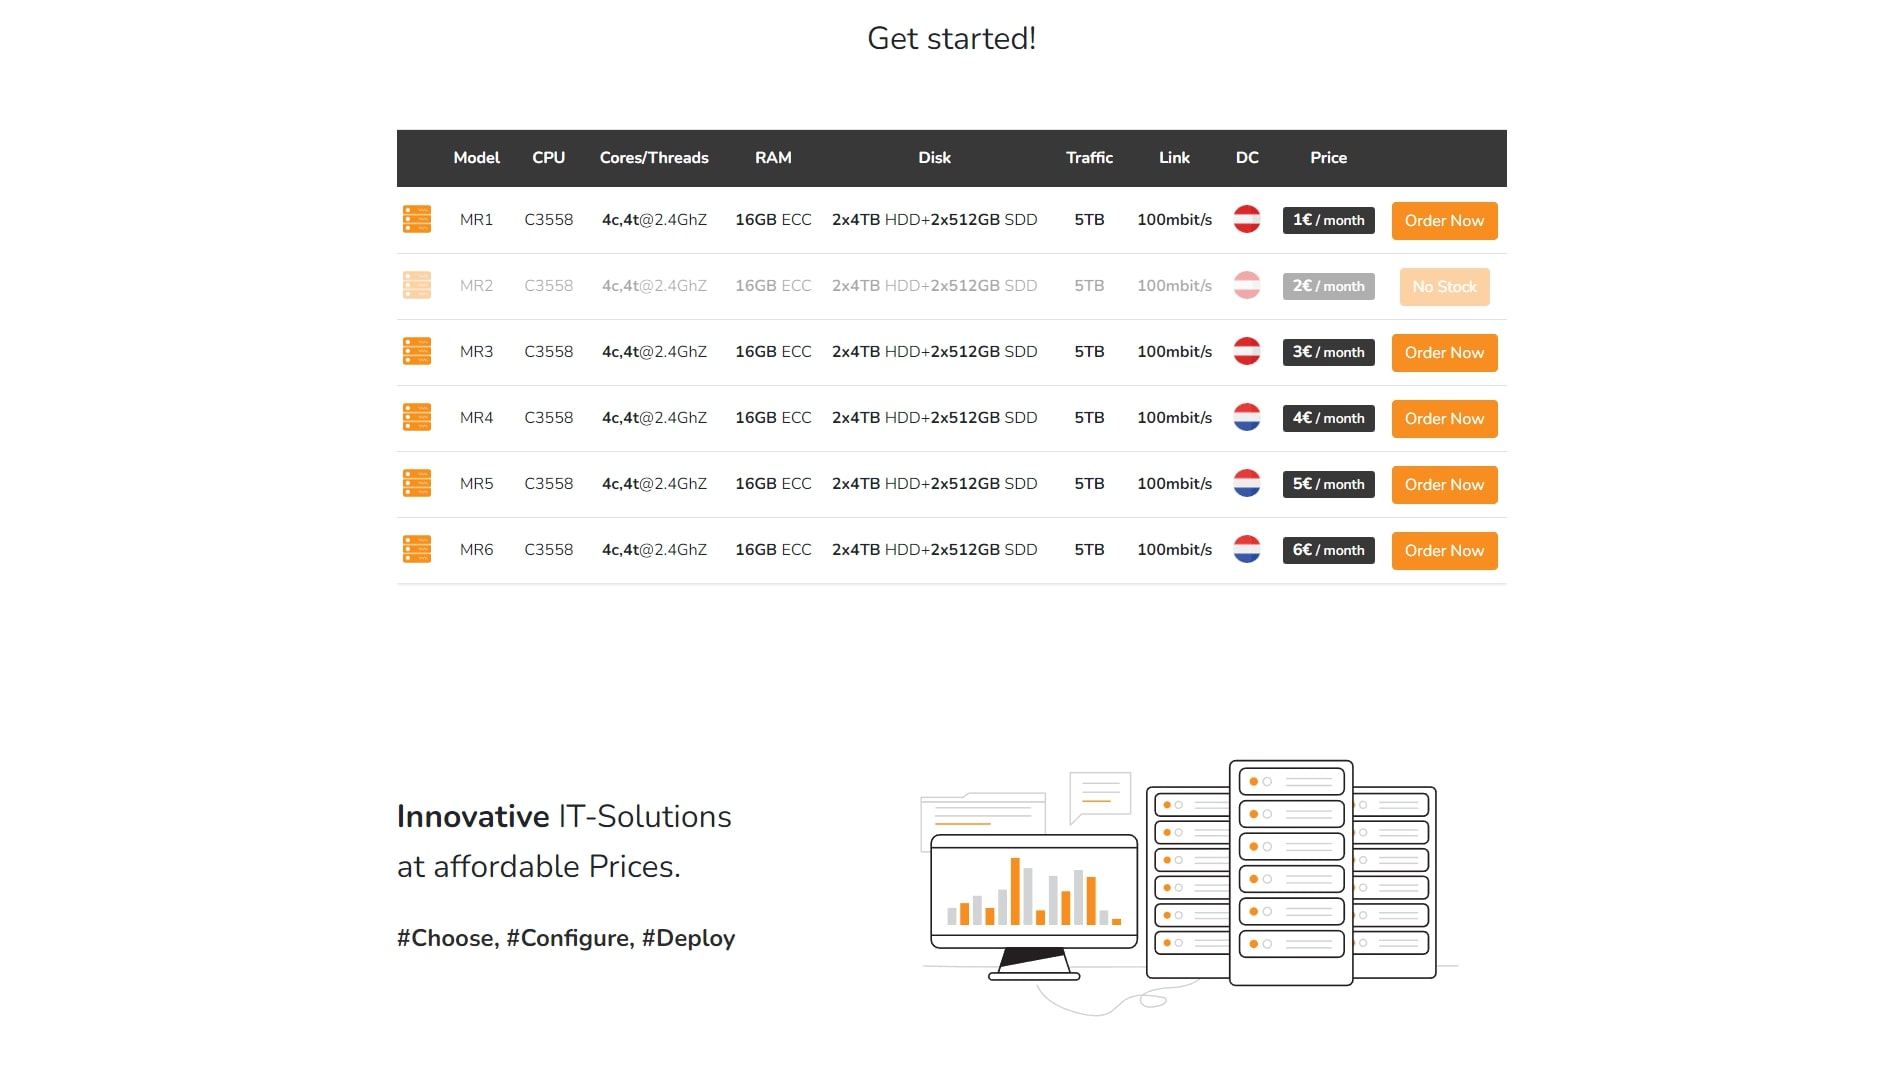 Get started!
Model CPU Cores/Threads RAM Disk Traffic Link DC Price
MR1 C3558 4c,4t@2.4GhZ 16GB ECC 2x4TB HDD+2x512GB SDD 5TB 100mbit/s 1€ / month Order Now
MR2 C3558 4c,4t@2.4GhZ 16GB ECC 2x4TB HDD+2x512GB SDD 5TB 100mbit/s 2€ / month No Stock
MR3 C3558 4c,4t@2.4GhZ 16GB ECC 2x4TB HDD+2x512GB SDD 5TB 100mbit/s 3€ / month Order Now
MR4 C3558 4c,4t@2.4GhZ 16GB ECC 2x4TB HDD+2x512GB SDD 5TB 100mbit/s 4€ / month Order Now
MR5 C3558 4c,4t@2.4GhZ 16GB ECC 2x4TB HDD+2x512GB SDD 5TB 100mbit/s 5€ / month Order Now
MR6 C3558 4c,4t@2.4GhZ 16GB ECC 2x4TB HDD+2x512GB SDD 5TB 100mbit/s 6€ / month Order Now
Innovative IT-Solutions
at affordable Prices.
#Choose, #Configure, #Deploy